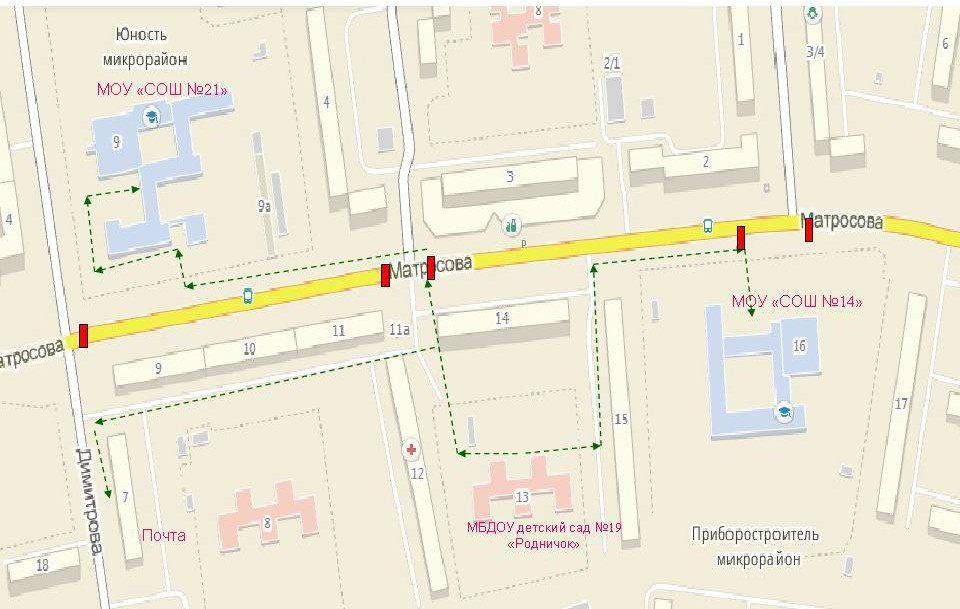 Юность
микрорайон
МОУ «СОШ №21»
9
9а
4
4
8
2/1
1
3/4
6
3
2
Р
Матросова
Матросова
Матросова
14
11
11а
10
9
МОУ «СОШ №14»
16
15
17
12
13
МБДОУ детский сад №19
«Родничок»
Димитрова
7
Почта
8
18
Приборостроитель
микрорайон